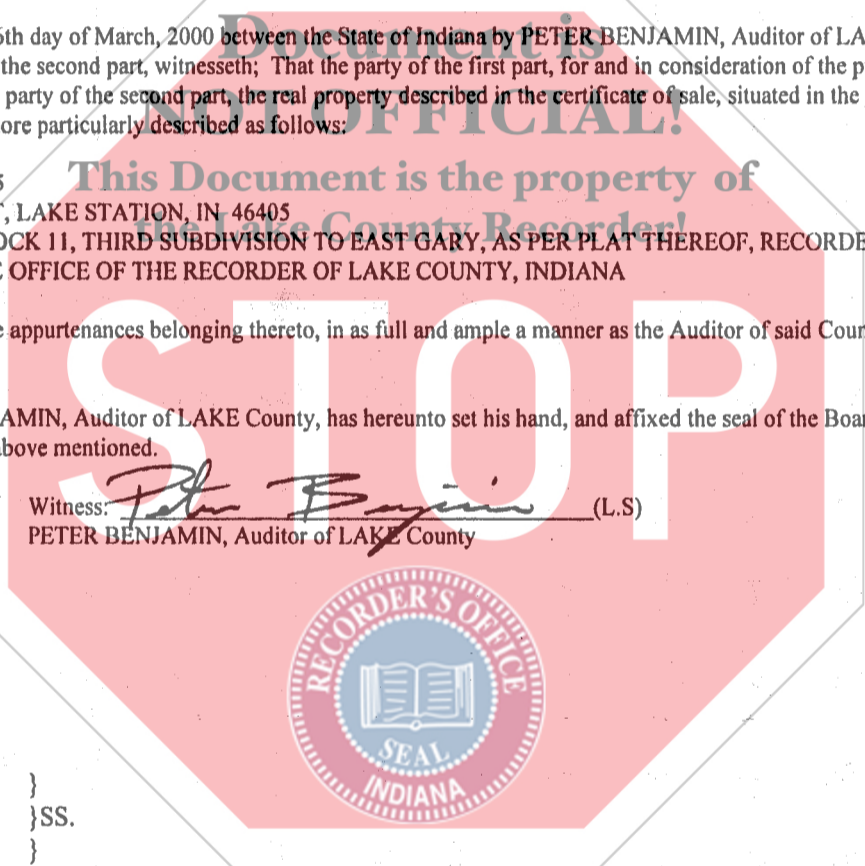 Document is
6th day of March, 2000 between the State of Indiana by PETER BENJAMIN, Auditor of LA
the second part, witnesseth; That the party of the first part, for and in consideration of the p
party of the second part, the real property described in the certificate of sale, situated in the
NOT OFFICIAL!
ore particularly described as follows:
This Document is the property of
5
, LAKE STATION, IN 46405
the Lake County Recorder!
OCK 11, THIRD SUBDIVISION TO EAST GARY, AS PER PLAT THEREOF, RECORDE
E OFFICE OF THE RECORDER OF LAKE COUNTY, INDIANA
e appurtenances belonging thereto, in as full and ample a manner as the Auditor of said Coun
STOP
AMIN, Auditor of LAKE County, has hereunto set his hand, and affixed the seal of the Boar
above mentioned.
Witness: Peter Benjamin (L.S)
PETER BENJAMIN, Auditor of LAKE County
RECORDER'S OFFICE
SEAL
INDIANA
}
}SS.
}